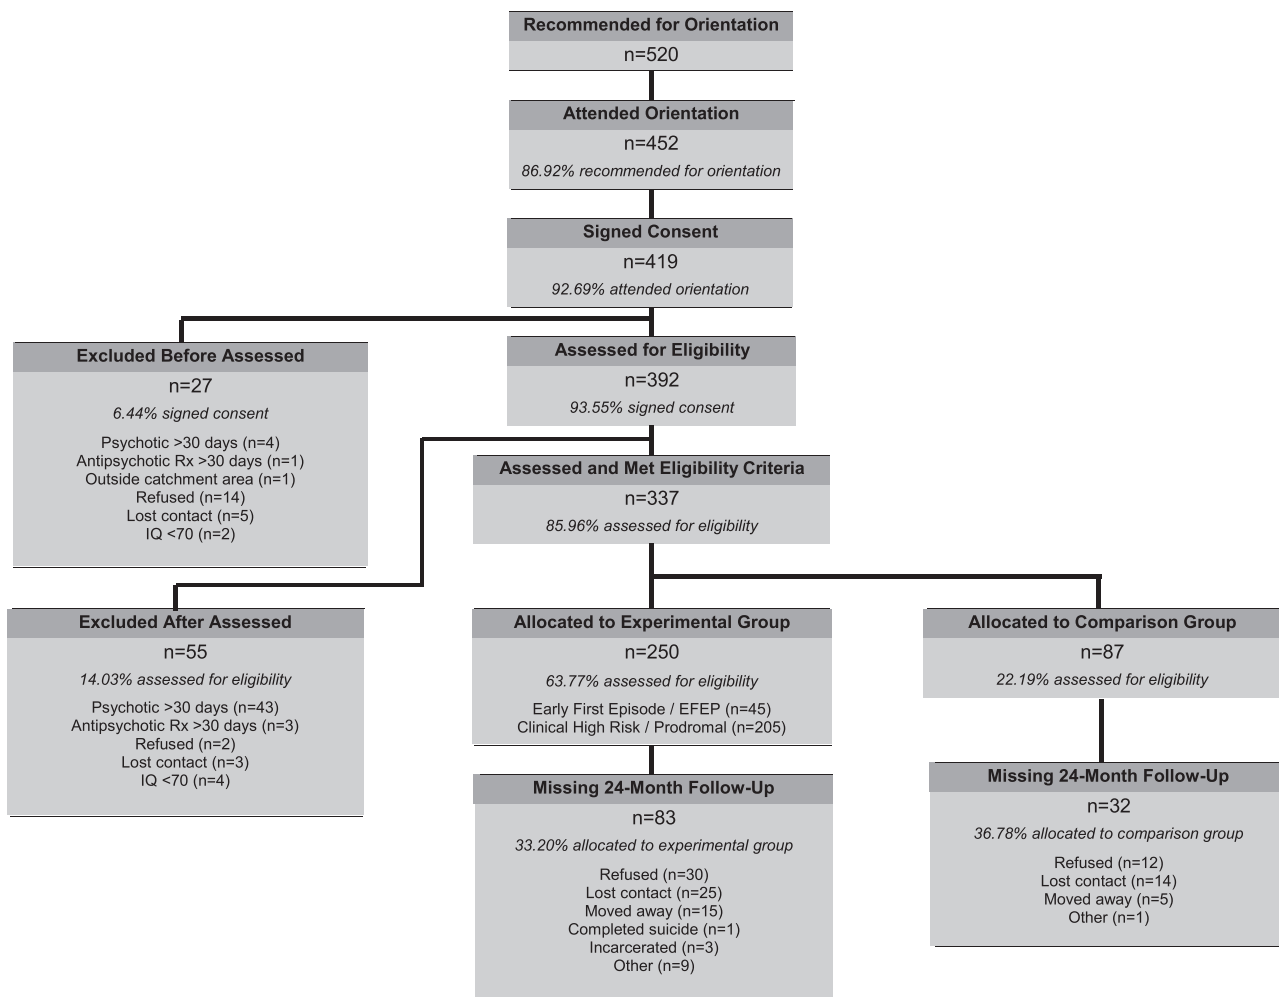 Recommended for Orientation
n=520
Attended Orientation
n=452
86.92% recommended for orientation
Signed Consent
n=419
92.69% attended orientation
Excluded Before Assessed
n=27
6.44% signed consent
Psychotic >30 days (n=4)
Antipsychotic Rx >30 days (n=1)
Outside catchment area (n=1)
Refused (n=14)
Lost contact (n=5)
IQ <70 (n=2)
Assessed for Eligibility
n=392
93.55% signed consent
Assessed and Met Eligibility Criteria
n=337
85.96% assessed for eligibility
Excluded After Assessed
n=55
14.03% assessed for eligibility
Psychotic >30 days (n=43)
Antipsychotic Rx >30 days (n=3)
Refused (n=2)
Lost contact (n=3)
IQ <70 (n=4)
Allocated to Experimental Group
n=250
63.77% assessed for eligibility
Early First Episode / EFEP (n=45)
Clinical High Risk / Prodromal (n=205)
Allocated to Comparison Group
n=87
22.19% assessed for eligibility
Missing 24-Month Follow-Up
n=83
33.20% allocated to experimental group
Refused (n=30)
Lost contact (n=25)
Moved away (n=15)
Completed suicide (n=1)
Incarcerated (n=3)
Other (n=9)
Missing 24-Month Follow-Up
n=32
36.78% allocated to comparison group
Refused (n=12)
Lost contact (n=14)
Moved away (n=5)
Other (n=1)